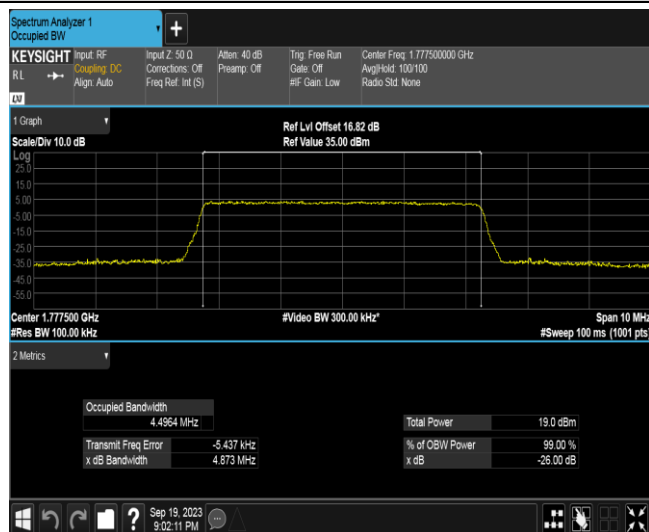 Spectrum Analyzer 1
Occupied BW
+
KEYSIGHT
RL
LXI
Input: RF
Coupling: DC
Align: Auto
Input Z: 50 Ω
Corrections: Off
Freq Ref: Int (S)
Atten: 40 dB
Preamp: Off
Trig: Free Run
Gate: Off
#IF Gain: Low
Center Freq: 1.777500000 GHz
Avg|Hold: 100/100
Radio Std: None
1 Graph
Scale/Div 10.0 dB
Ref Lvl Offset 16.82 dB
Ref Value 35.00 dBm
Log
25.0
15.0
5.00
-5.00
-15.0
-25.0
-35.0
-45.0
-55.0
Center 1.777500 GHz
#Res BW 100.00 kHz
#Video BW 300.00 kHz*
Span 10 MHz
#Sweep 100 ms (1001 pts)
2 Metrics
Occupied Bandwidth
4.4964 MHz
Transmit Freq Error -5.437 kHz
x dB Bandwidth 4.873 MHz
Total Power 19.0 dBm
% of OBW Power 99.00 %
x dB -26.00 dB
?
Sep 19, 2023
9:02:11 PM